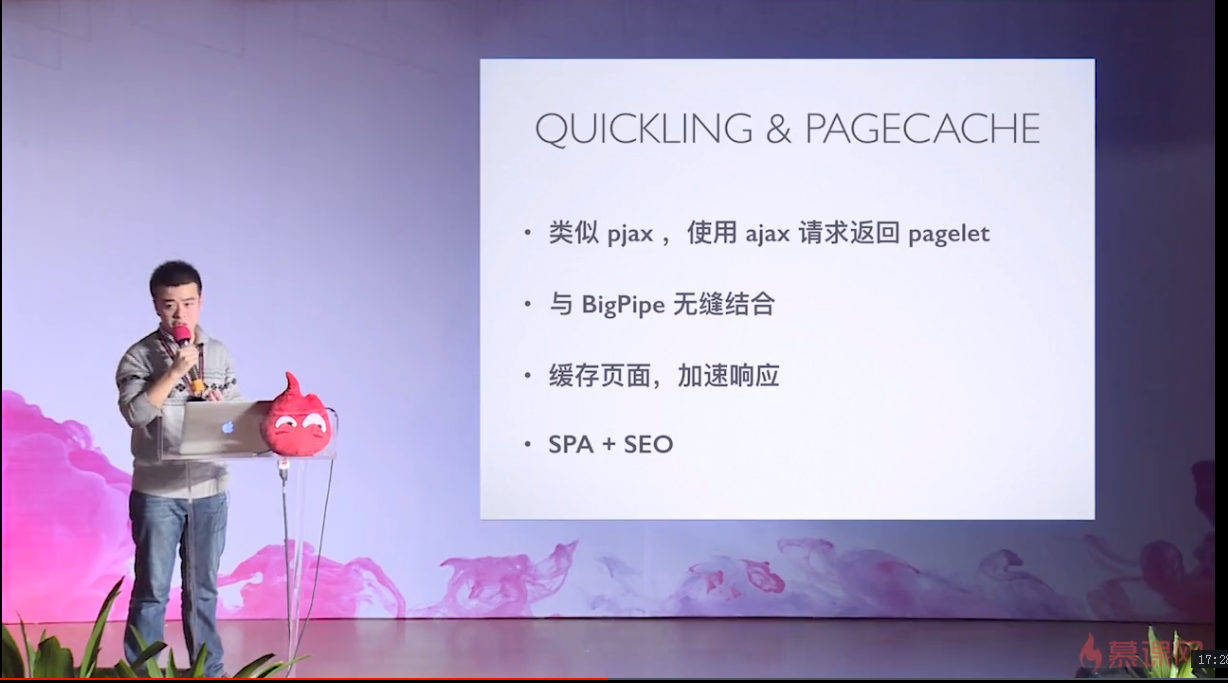 QUICKLING & PAGECACHE
• 类似 pjax ，使用 ajax 请求返回 pagelet
• 与 BigPipe 无缝结合
• 缓存页面，加速响应
• SPA + SEO
慕课网
17:28